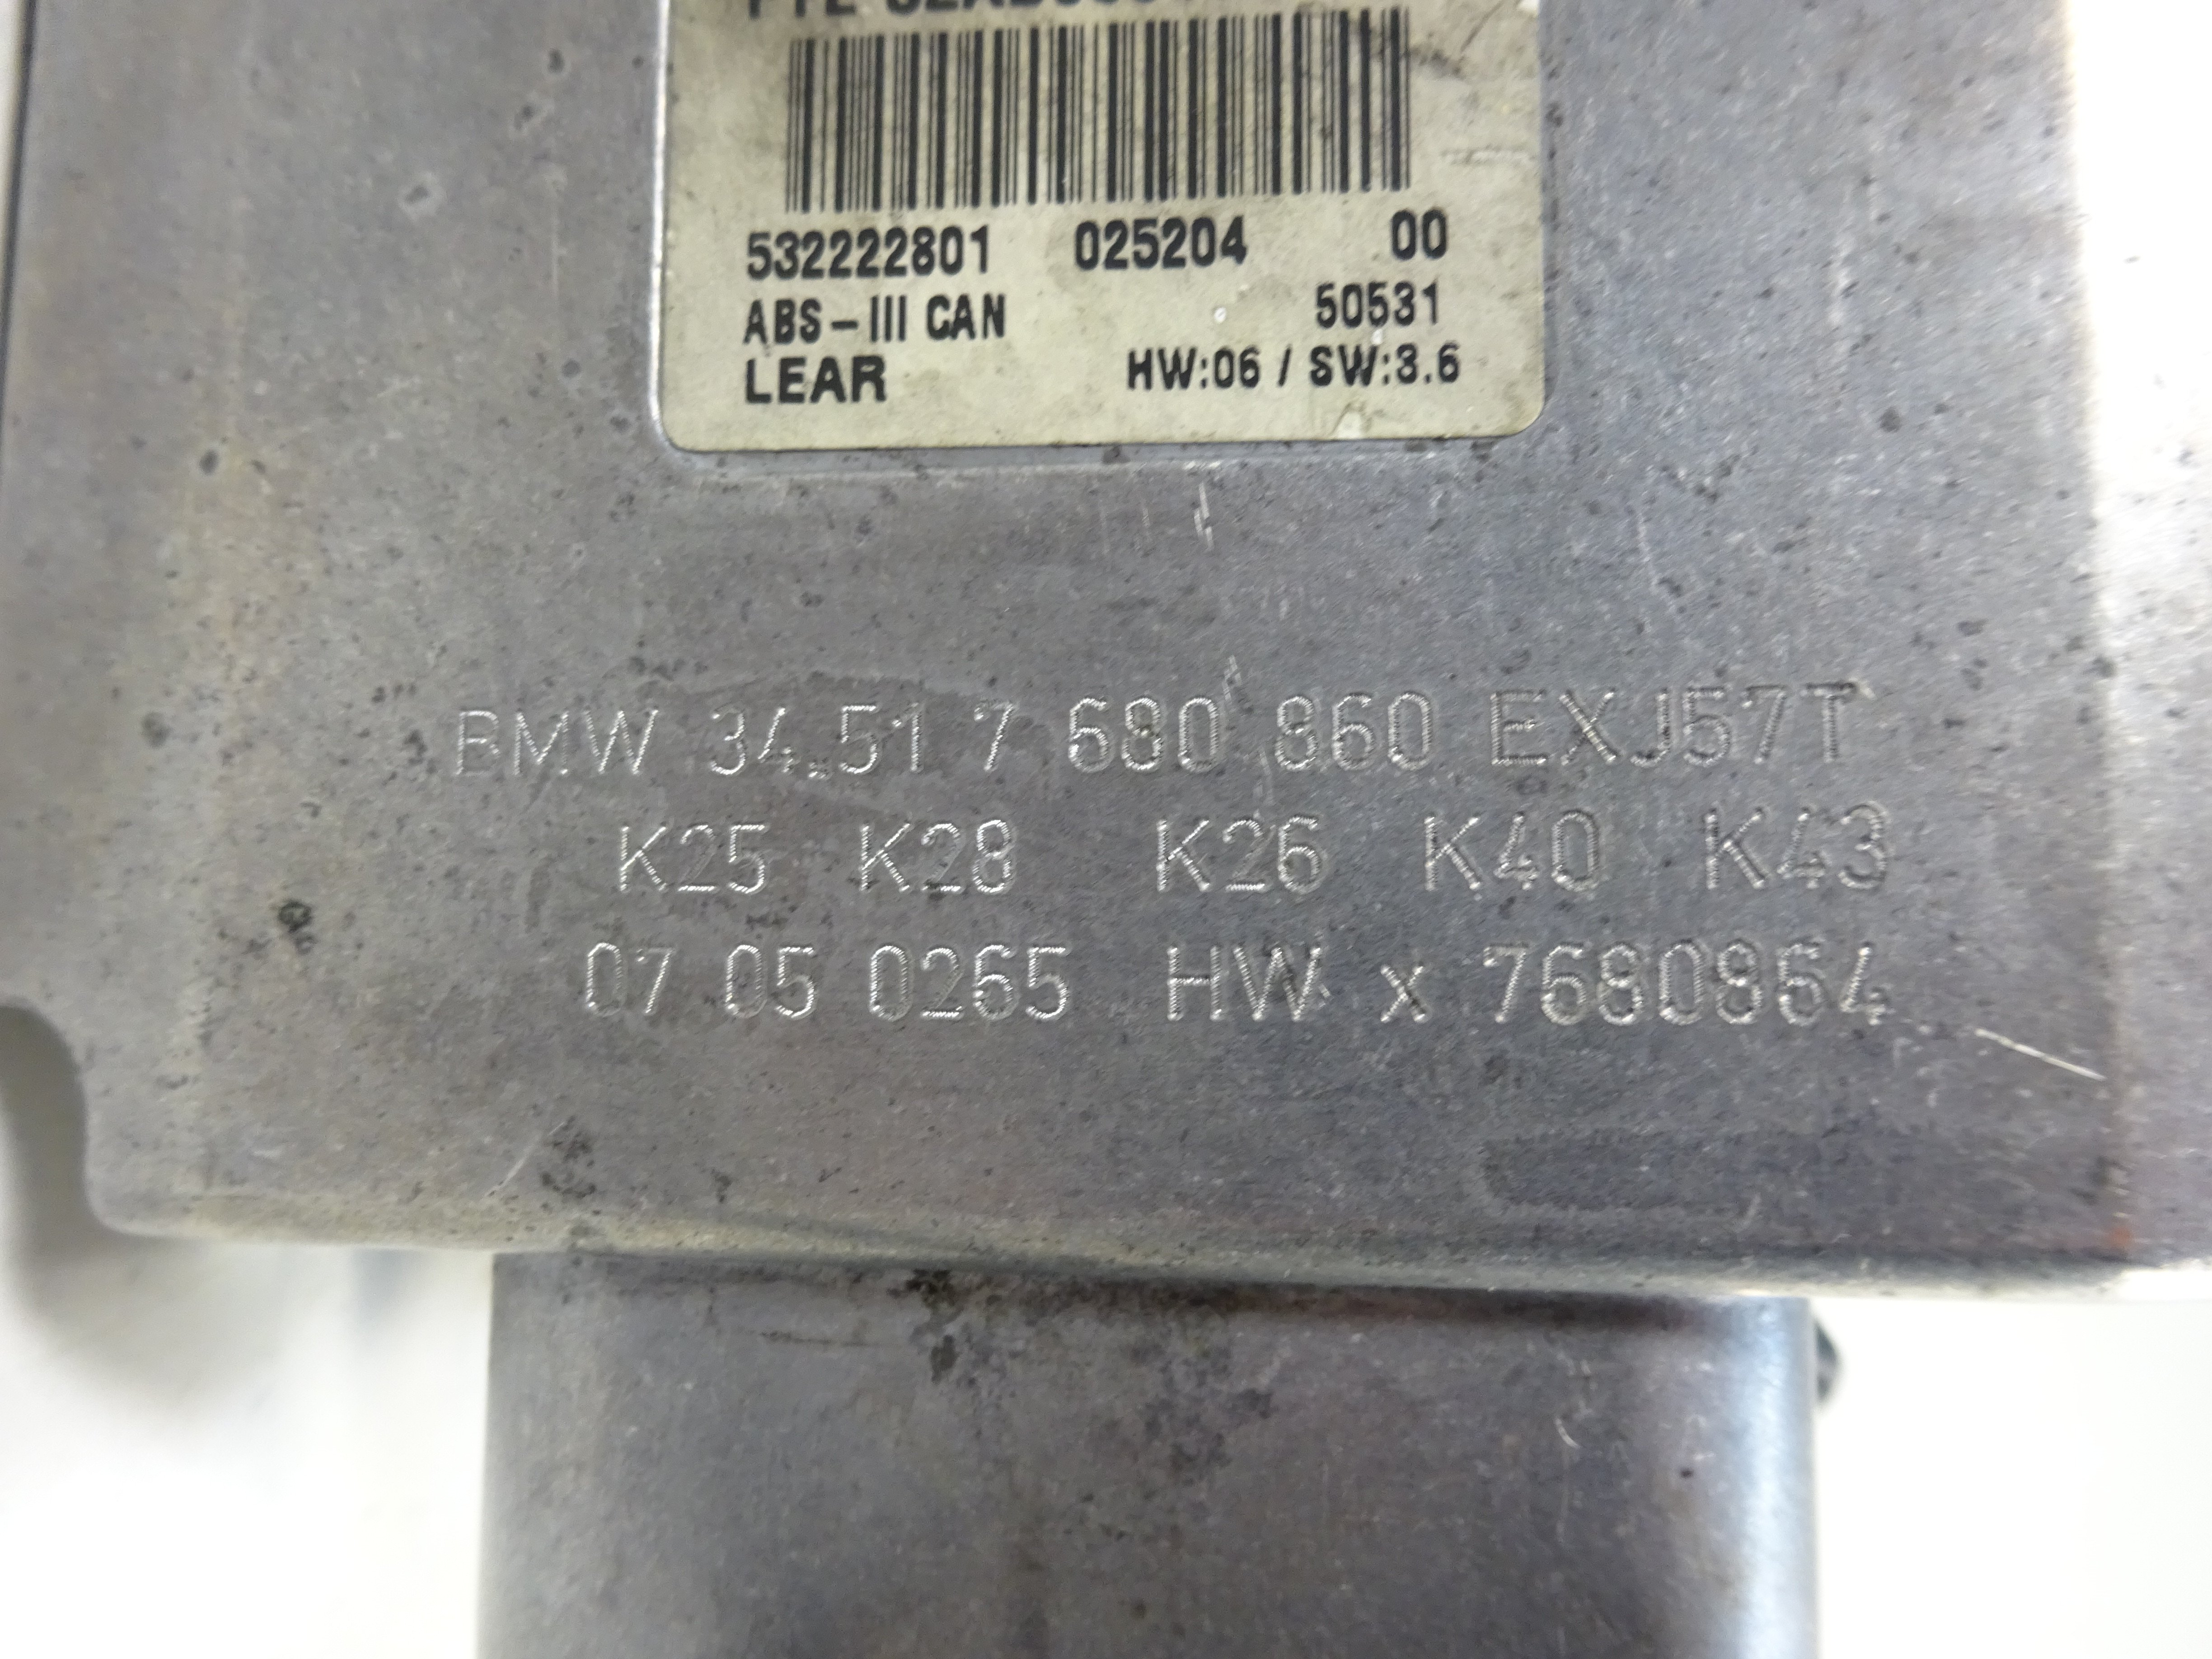 532222801 025204 00
ABS-III CAN 50531
LEAR HW:06 / SW:3.6
BMW 34.51 7 680 860 EXJ57T
K25 K28 K26 K40 K43
07 05 0265 HW x 7680864